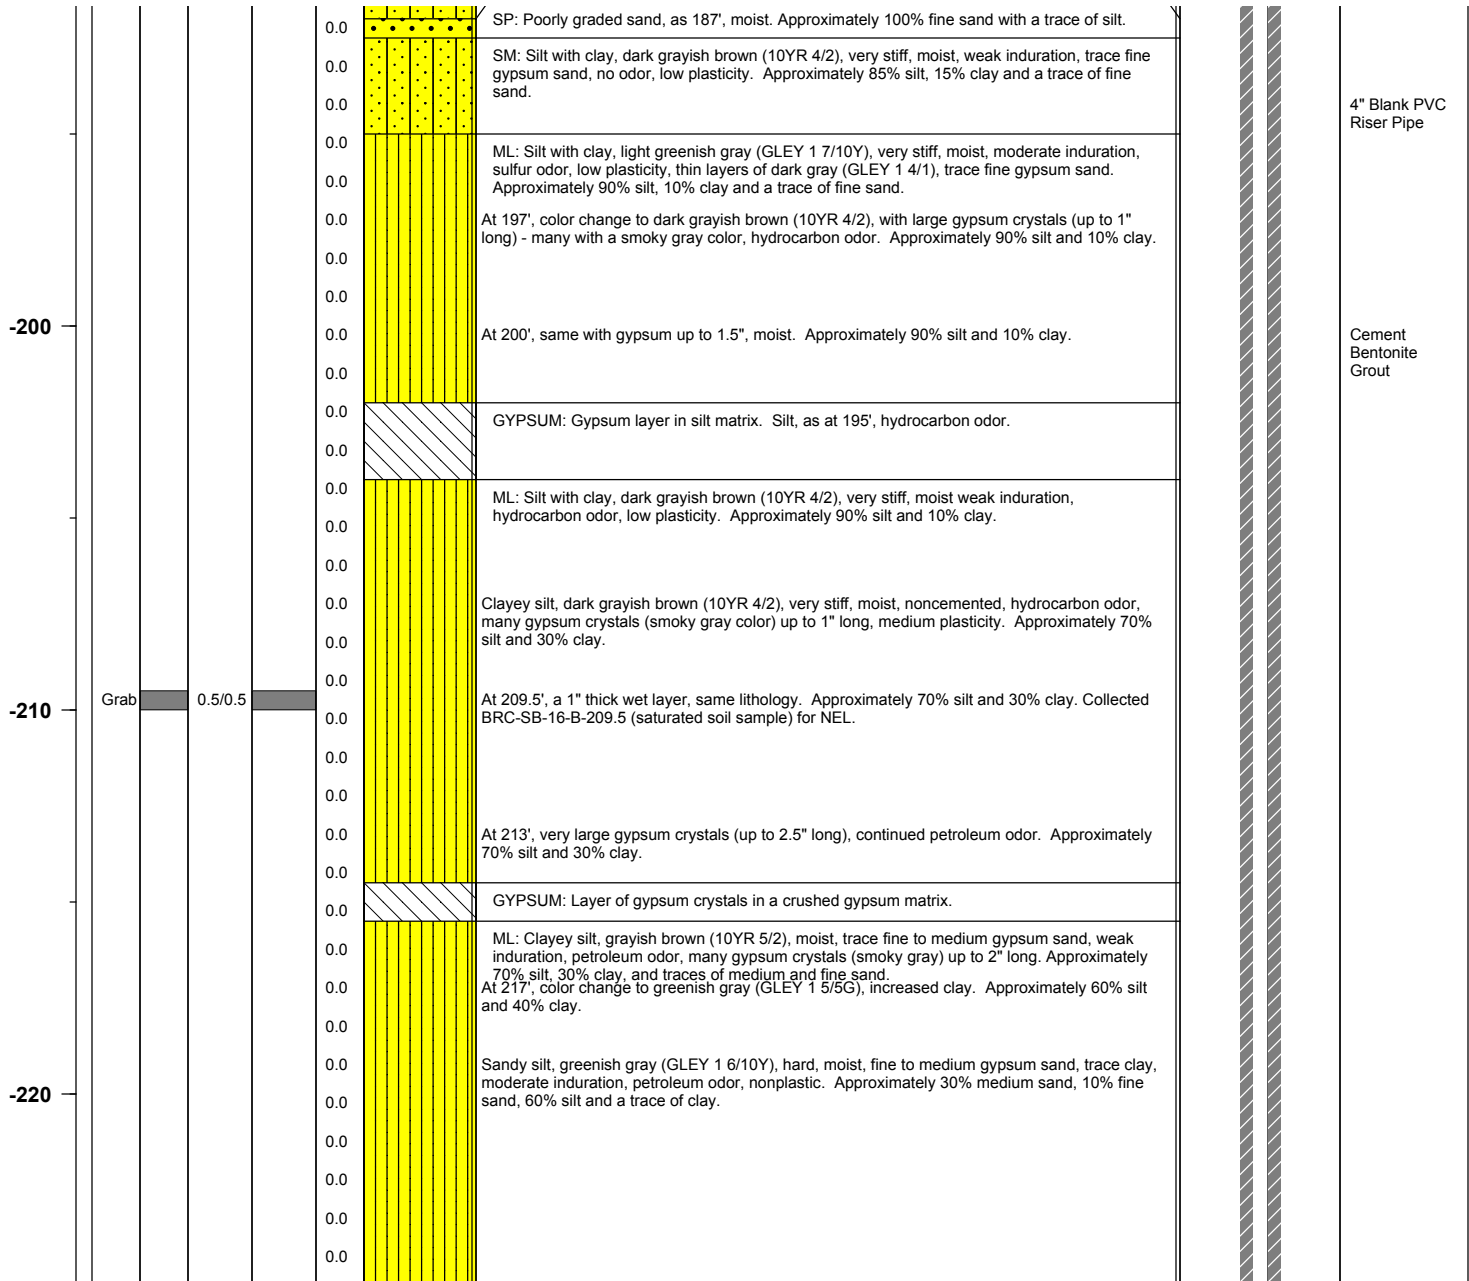 0.0
SP: Poorly graded sand, as 187', moist. Approximately 100% fine sand with a trace of silt.
0.0
SM: Silt with clay, dark grayish brown (10YR 4/2), very stiff, moist, weak induration, trace fine
gypsum sand, no odor, low plasticity. Approximately 85% silt, 15% clay and a trace of fine
sand.
0.0
4" Blank PVC
Riser Pipe
0.0
ML: Silt with clay, light greenish gray (GLEY 1 7/10Y), very stiff, moist, moderate induration,
sulfur odor, low plasticity, thin layers of dark gray (GLEY 1 4/1), trace fine gypsum sand.
Approximately 90% silt, 10% clay and a trace of fine sand.
0.0
0.0
At 197', color change to dark grayish brown (10YR 4/2), with large gypsum crystals (up to 1"
long) - many with a smoky gray color, hydrocarbon odor. Approximately 90% silt and 10% clay.
0.0
0.0
-200
0.0
At 200', same with gypsum up to 1.5", moist. Approximately 90% silt and 10% clay.
Cement
Bentonite
Grout
0.0
0.0
GYPSUM: Gypsum layer in silt matrix. Silt, as at 195', hydrocarbon odor.
0.0
0.0
ML: Silt with clay, dark grayish brown (10YR 4/2), very stiff, moist weak induration,
hydrocarbon odor, low plasticity. Approximately 90% silt and 10% clay.
0.0
0.0
0.0
Clayey silt, dark grayish brown (10YR 4/2), very stiff, moist, noncemented, hydrocarbon odor,
many gypsum crystals (smoky gray color) up to 1" long, medium plasticity. Approximately 70%
silt and 30% clay.
0.0
0.0
Grab
0.5/0.5
At 209.5', a 1" thick wet layer, same lithology. Approximately 70% silt and 30% clay. Collected
BRC-SB-16-B-209.5 (saturated soil sample) for NEL.
-210
0.0
0.0
0.0
0.0
At 213', very large gypsum crystals (up to 2.5" long), continued petroleum odor. Approximately
70% silt and 30% clay.
0.0
0.0
GYPSUM: Layer of gypsum crystals in a crushed gypsum matrix.
0.0
ML: Clayey silt, grayish brown (10YR 5/2), moist, trace fine to medium gypsum sand, weak
induration, petroleum odor, many gypsum crystals (smoky gray) up to 2" long. Approximately
70% silt, 30% clay, and traces of medium and fine sand.
0.0
At 217', color change to greenish gray (GLEY 1 5/5G), increased clay. Approximately 60% silt
and 40% clay.
0.0
0.0
Sandy silt, greenish gray (GLEY 1 6/10Y), hard, moist, fine to medium gypsum sand, trace clay,
moderate induration, petroleum odor, nonplastic. Approximately 30% medium sand, 10% fine
sand, 60% silt and a trace of clay.
-220
0.0
0.0
0.0
0.0
0.0